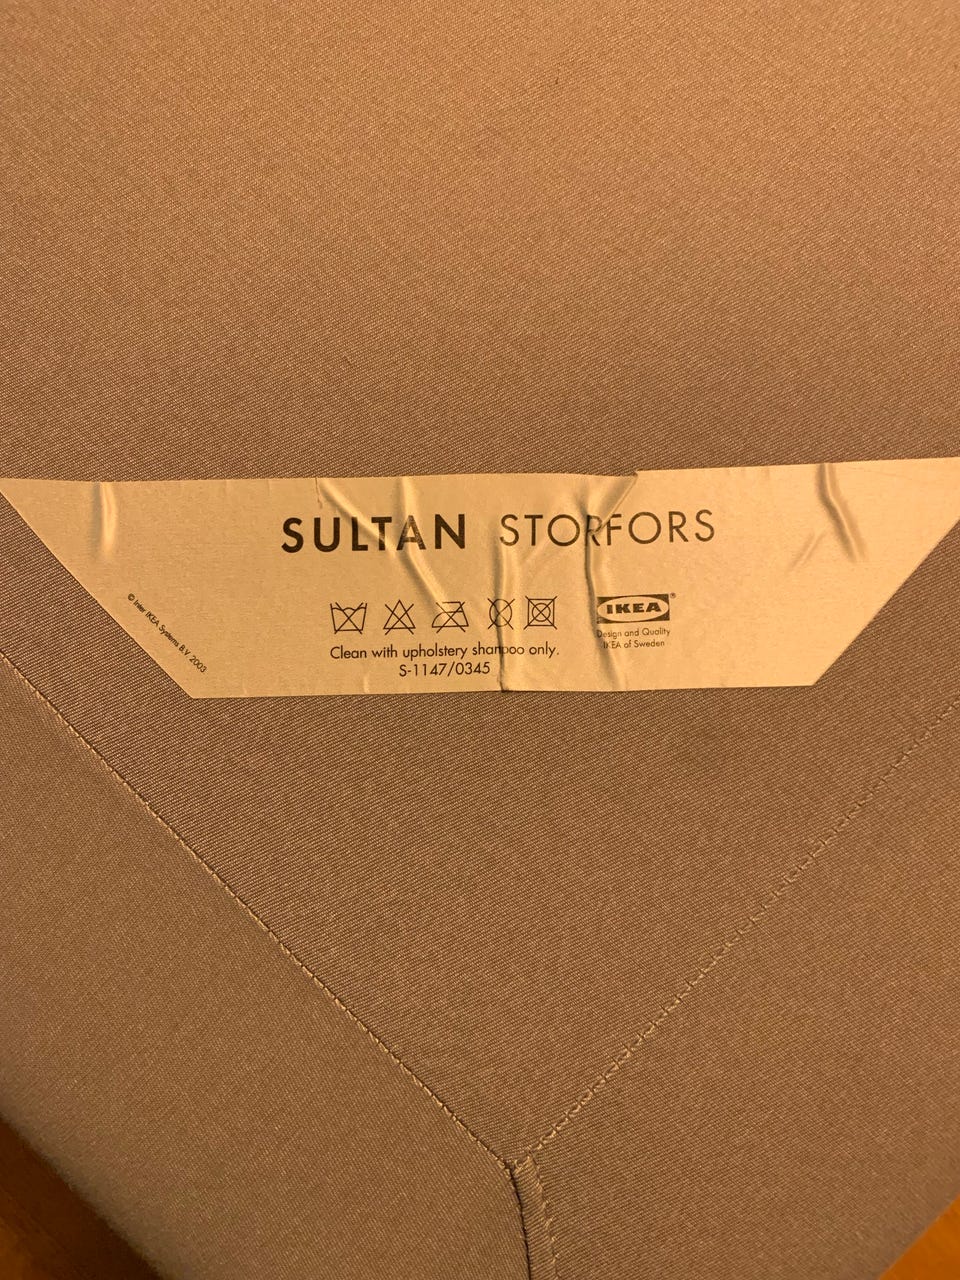 SULTAN STORFORS
IKEA®
Design and Quality
IKEA of Sweden
Clean with upholstery shampoo only.
S-1147/0345
© Inter IKEA Systems B.V. 2003